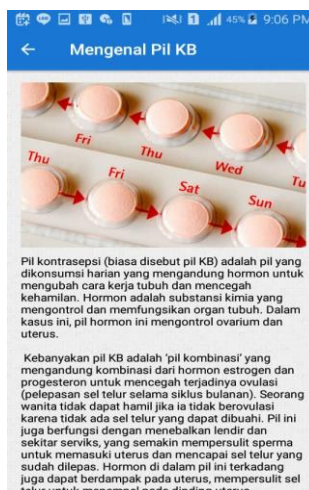 45% 9:06 PM
Mengenal Pil KB
Fri
Thu
Wed
Tu
Thu
Fri
Sat
Sun
Pil kontrasepsi (biasa disebut pil KB) adalah pil yang
dikonsumsi harian yang mengandung hormon untuk
mengubah cara kerja tubuh dan mencegah
kehamilan. Hormon adalah substansi kimia yang
mengontrol dan memfungsikan organ tubuh. Dalam
kasus ini, pil hormon ini mengontrol ovarium dan
uterus.
Kebanyakan pil KB adalah 'pil kombinasi' yang
mengandung kombinasi dari hormon estrogen dan
progesteron untuk mencegah terjadinya ovulasi
(pelepasan sel telur selama siklus bulanan). Seorang
wanita tidak dapat hamil jika ia tidak berovulasi
karena tidak ada sel telur yang dapat dibuahi. Pil ini
juga berfungsi dengan menebalkan lendir dan
sekitar serviks, yang semakin mempersulit sperma
untuk memasuki uterus dan mencapai sel telur yang
sudah dilepas. Hormon di dalam pil ini terkadang
juga dapat berdampak pada uterus, mempersulit sel